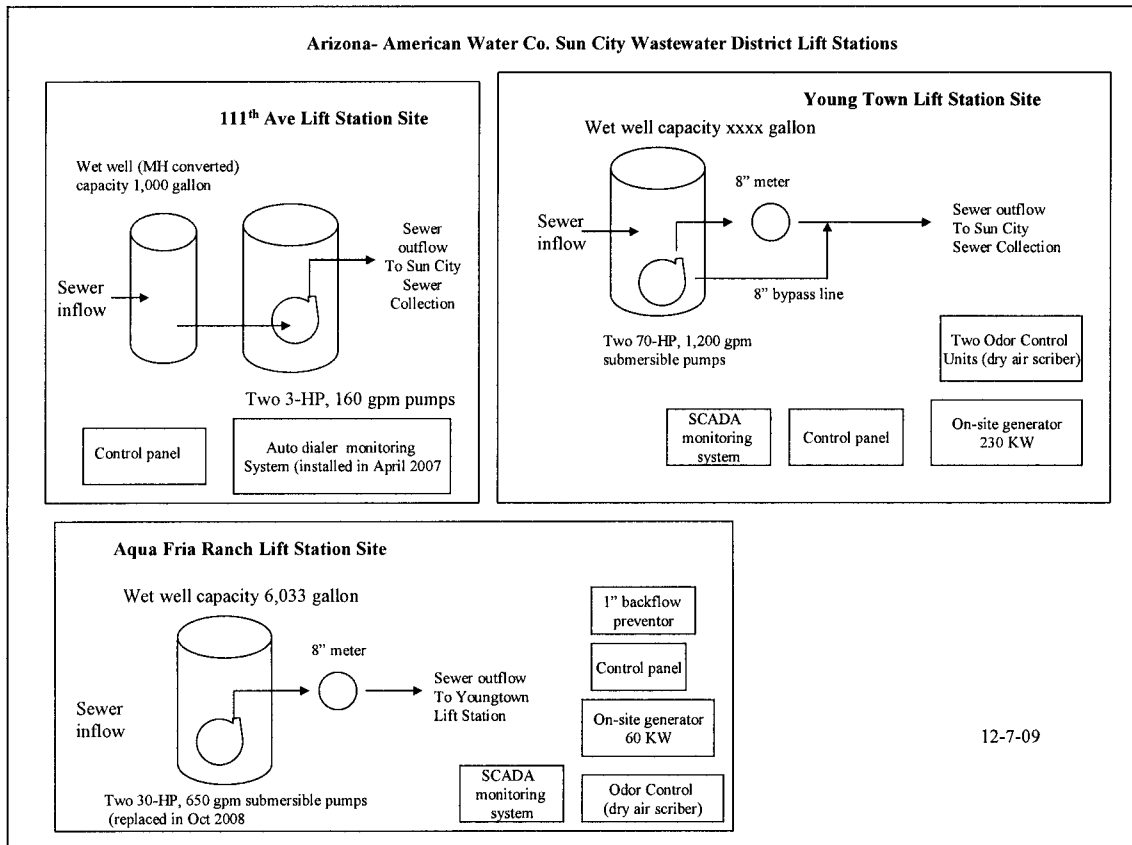 Arizona- American Water Co. Sun City Wastewater District Lift Stations
111th Ave Lift Station Site
Wet well (MH converted)
capacity 1,000 gallon
Sewer
inflow
Sewer
outflow
To Sun City
Sewer
Collection
Two 3-HP, 160 gpm pumps
Control panel
Auto dialer monitoring
System (installed in April 2007
Young Town Lift Station Site
Wet well capacity xxxx gallon
8” meter
Sewer
inflow
Sewer outflow
To Sun City
Sewer Collection
8” bypass line
Two 70-HP, 1,200 gpm
submersible pumps
Two Odor Control
Units (dry air scriber)
SCADA
monitoring
system
Control panel
On-site generator
230 KW
Aqua Fria Ranch Lift Station Site
Wet well capacity 6,033 gallon
8” meter
Sewer
inflow
Sewer outflow
To Youngtown
Lift Station
Two 30-HP, 650 gpm submersible pumps
(replaced in Oct 2008
1” backflow
preventor
Control panel
On-site generator
60 KW
SCADA
monitoring
system
Odor Control
(dry air scriber)
12-7-09